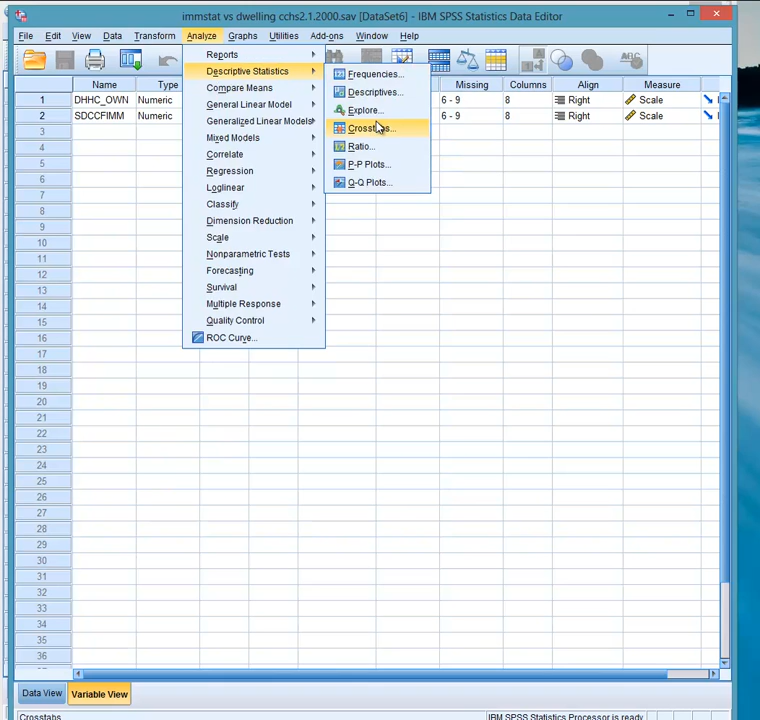 immstat vs dwelling cchs2.1.2000.sav [DataSet6] - IBM SPSS Statistics Data Editor
File Edit View Data Transform Analyze Graphs Utilities Add-ons Window Help
Name Type Missing Columns Align Measure
1 DHHC_OWN Numeric 6 - 9 8 Right Scale
2 SDCCFIMM Numeric 6 - 9 8 Right Scale
3
4
5
6
7
8
9
10
11
12
13
14
15
16
17
18
19
20
21
22
23
24
25
26
27
28
29
30
31
32
33
34
35
36
Reports
Descriptive Statistics
Compare Means
General Linear Model
Generalized Linear Models
Mixed Models
Correlate
Regression
Loglinear
Classify
Dimension Reduction
Scale
Nonparametric Tests
Forecasting
Survival
Multiple Response
Quality Control
ROC Curve...
Frequencies...
Descriptives...
Explore...
Crosstabs...
Ratio...
P-P Plots...
Q-Q Plots...
Data View Variable View
Crosstabs IBM SPSS Statistics Processor is ready